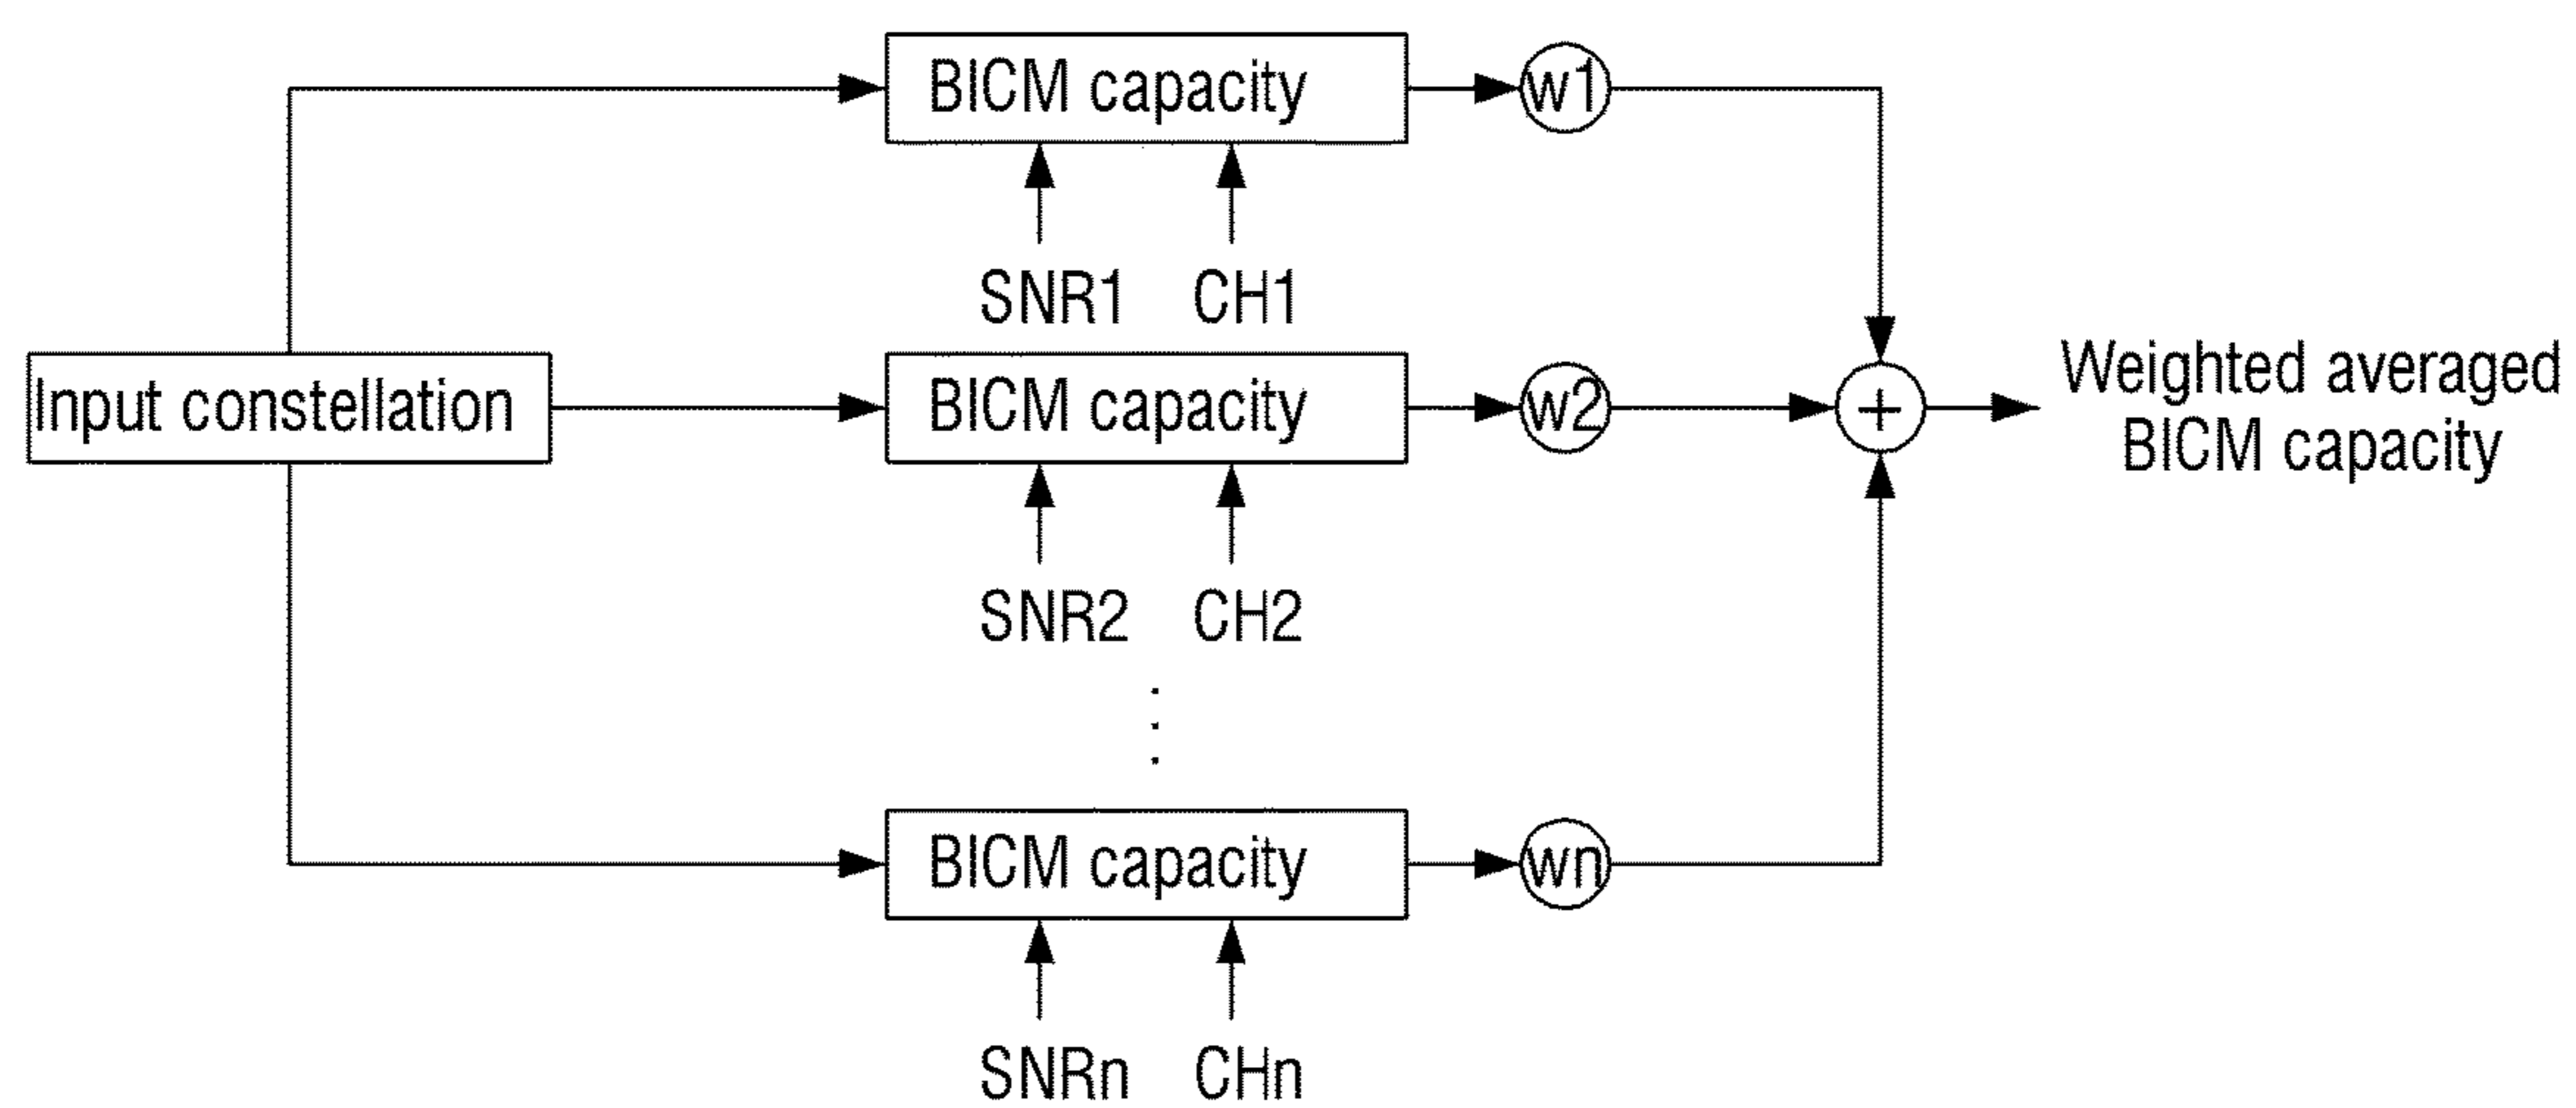 BICM capacity
w1
SNR1 CH1
Input constellation
BICM capacity
w2
+
Weighted averaged
BICM capacity
SNR2 CH2
BICM capacity
wn
SNRn CHn